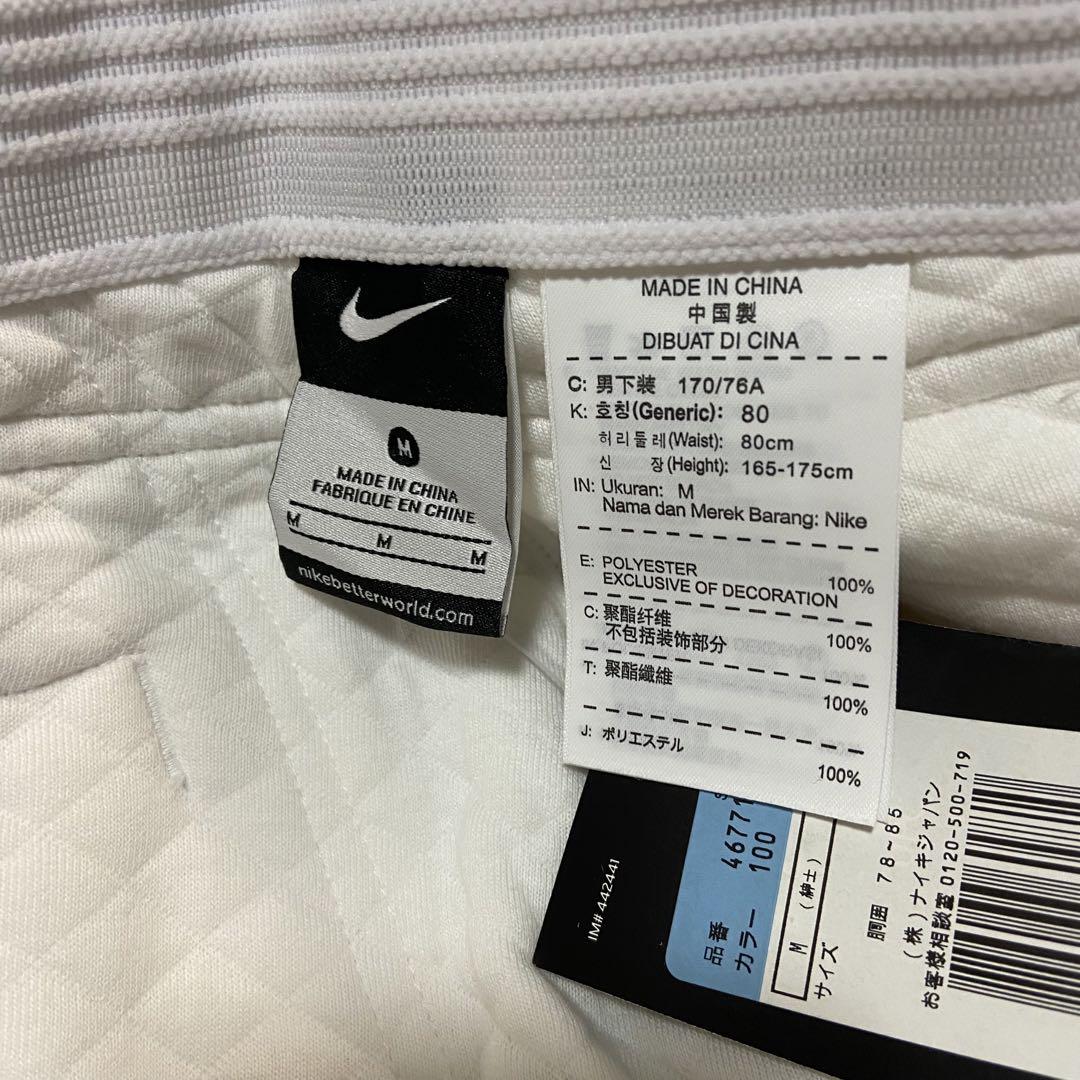 M
MADE IN CHINA
FABRIQUE EN CHINE
M M M
nikebetterworld.com
MADE IN CHINA
中国製
DIBUAT DI CINA
C: 男下装 170/76A
K: 호칭(Generic): 80
허리둘레(Waist): 80cm
신 장(Height): 165-175cm
IN: Ukuran: M
Nama dan Merek Barang: Nike
E: POLYESTER 100%
EXCLUSIVE OF DECORATION
C: 聚酯纤维 100%
不包括装饰部分
T: 聚酯纖維 100%
J: ポリエステル 100%
IM# 442441
品番 4677
カラー 100
M (紳士)
サイズ
胴囲 78~85
(株)ナイキジャパン
お客様相談室 0120-500-719